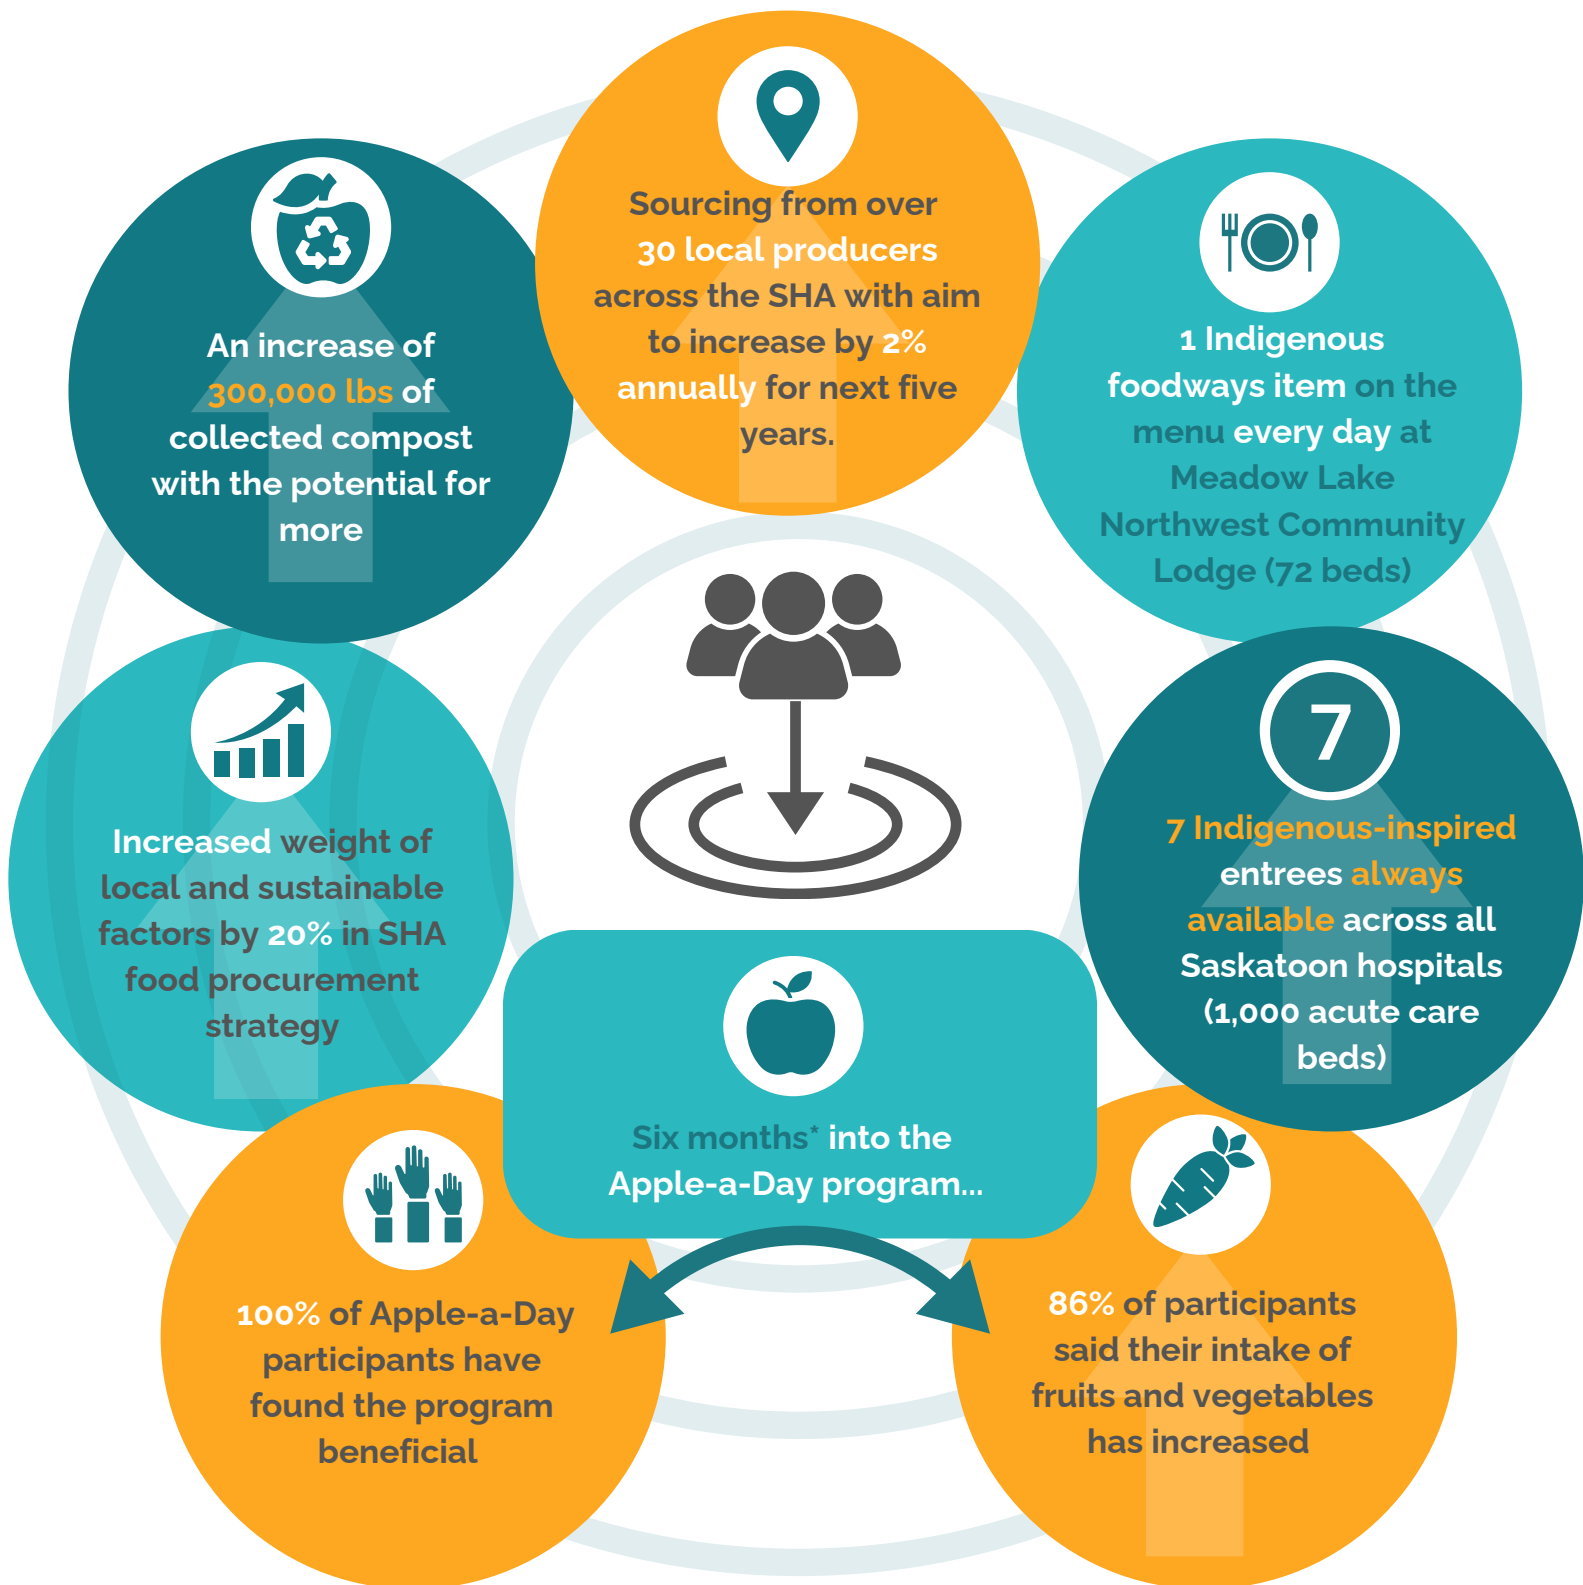 Sourcing from over
30 local producers
across the SHA with aim
to increase by 2%
annually for next five
years.
An increase of
300,000 lbs of
collected compost
with the potential for
more
1 Indigenous
foodways item on the
menu every day at
Meadow Lake
Northwest Community
Lodge (72 beds)
Increased weight of
local and sustainable
factors by 20% in SHA
food procurement
strategy
7
7 Indigenous-inspired
entrees always
available across all
Saskatoon hospitals
(1,000 acute care
beds)
Six months* into the
Apple-a-Day program...
100% of Apple-a-Day
participants have
found the program
beneficial
86% of participants
said their intake of
fruits and vegetables
has increased